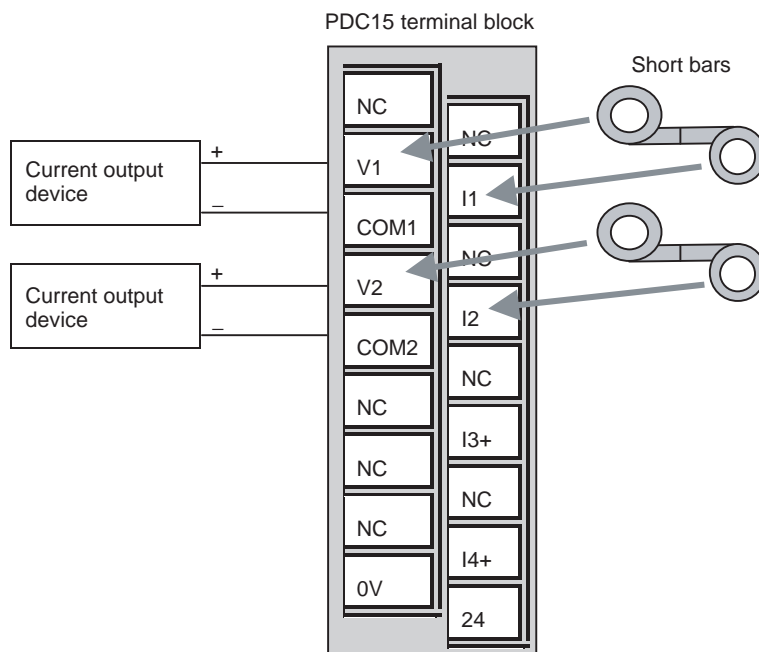 PDC15 terminal block
Short bars
Current output
device
+
−
Current output
device
+
−
NC
V1
COM1
V2
COM2
NC
NC
NC
0V
NC
I1
NC
I2
NC
I3+
NC
I4+
24